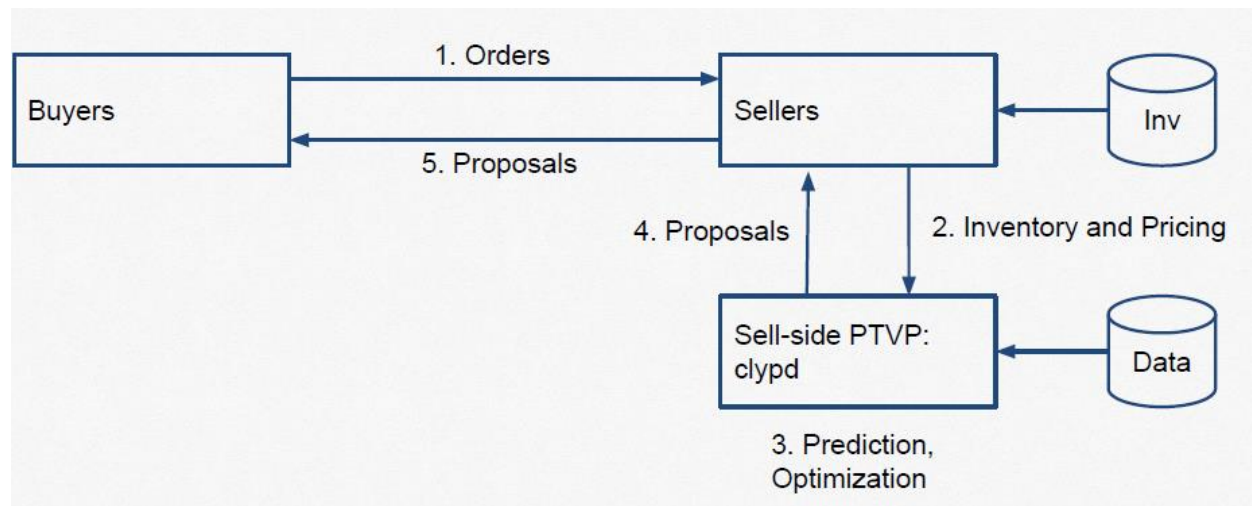 1. Orders
Buyers
Sellers
Inv
5. Proposals
4. Proposals
2. Inventory and Pricing
Sell-side PTVP:
clypd
Data
3. Prediction,
Optimization